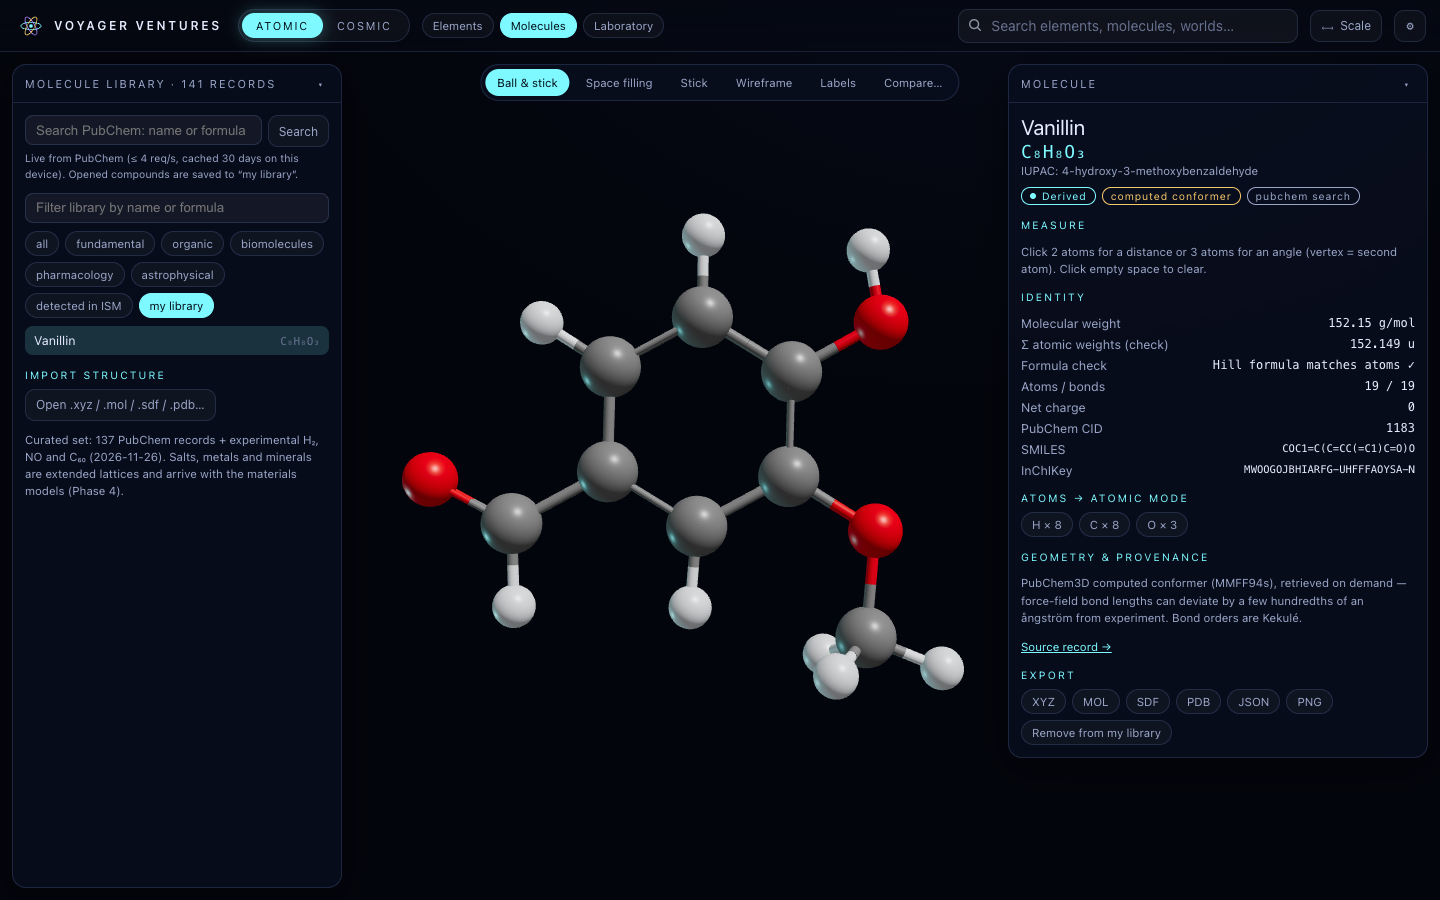 VOYAGER VENTURES
ATOMIC
COSMIC
Elements
Molecules
Laboratory
Search elements, molecules, worlds...
Scale
MOLECULE LIBRARY · 141 RECORDS
Search PubChem: name or formula
Search
Live from PubChem (≤ 4 req/s, cached 30 days on this
device). Opened compounds are saved to “my library”.
Filter library by name or formula
all
fundamental
organic
biomolecules
pharmacology
astrophysical
detected in ISM
my library
Vanillin
C₈H₈O₃
IMPORT STRUCTURE
Open .xyz / .mol / .sdf / .pdb...
Curated set: 137 PubChem records + experimental H₂,
NO and C₆₀ (2026-11-26). Salts, metals and minerals
are extended lattices and arrive with the materials
models (Phase 4).
Ball & stick
Space filling
Stick
Wireframe
Labels
Compare...
MOLECULE
Vanillin
C₈H₈O₃
IUPAC: 4-hydroxy-3-methoxybenzaldehyde
Derived
computed conformer
pubchem search
MEASURE
Click 2 atoms for a distance or 3 atoms for an angle (vertex = second
atom). Click empty space to clear.
IDENTITY
Molecular weight 152.15 g/mol
Σ atomic weights (check) 152.149 u
Formula check Hill formula matches atoms ✓
Atoms / bonds 19 / 19
Net charge 0
PubChem CID 1183
SMILES COC1=C(C=CC(=C1)C=O)O
InChIKey MWOOGOJBHIARFG-UHFFFAOYSA-N
ATOMS → ATOMIC MODE
H × 8
C × 8
O × 3
GEOMETRY & PROVENANCE
PubChem3D computed conformer (MMFF94s), retrieved on demand —
force-field bond lengths can deviate by a few hundredths of an
ångström from experiment. Bond orders are Kekulé.
Source record →
EXPORT
XYZ
MOL
SDF
PDB
JSON
PNG
Remove from my library